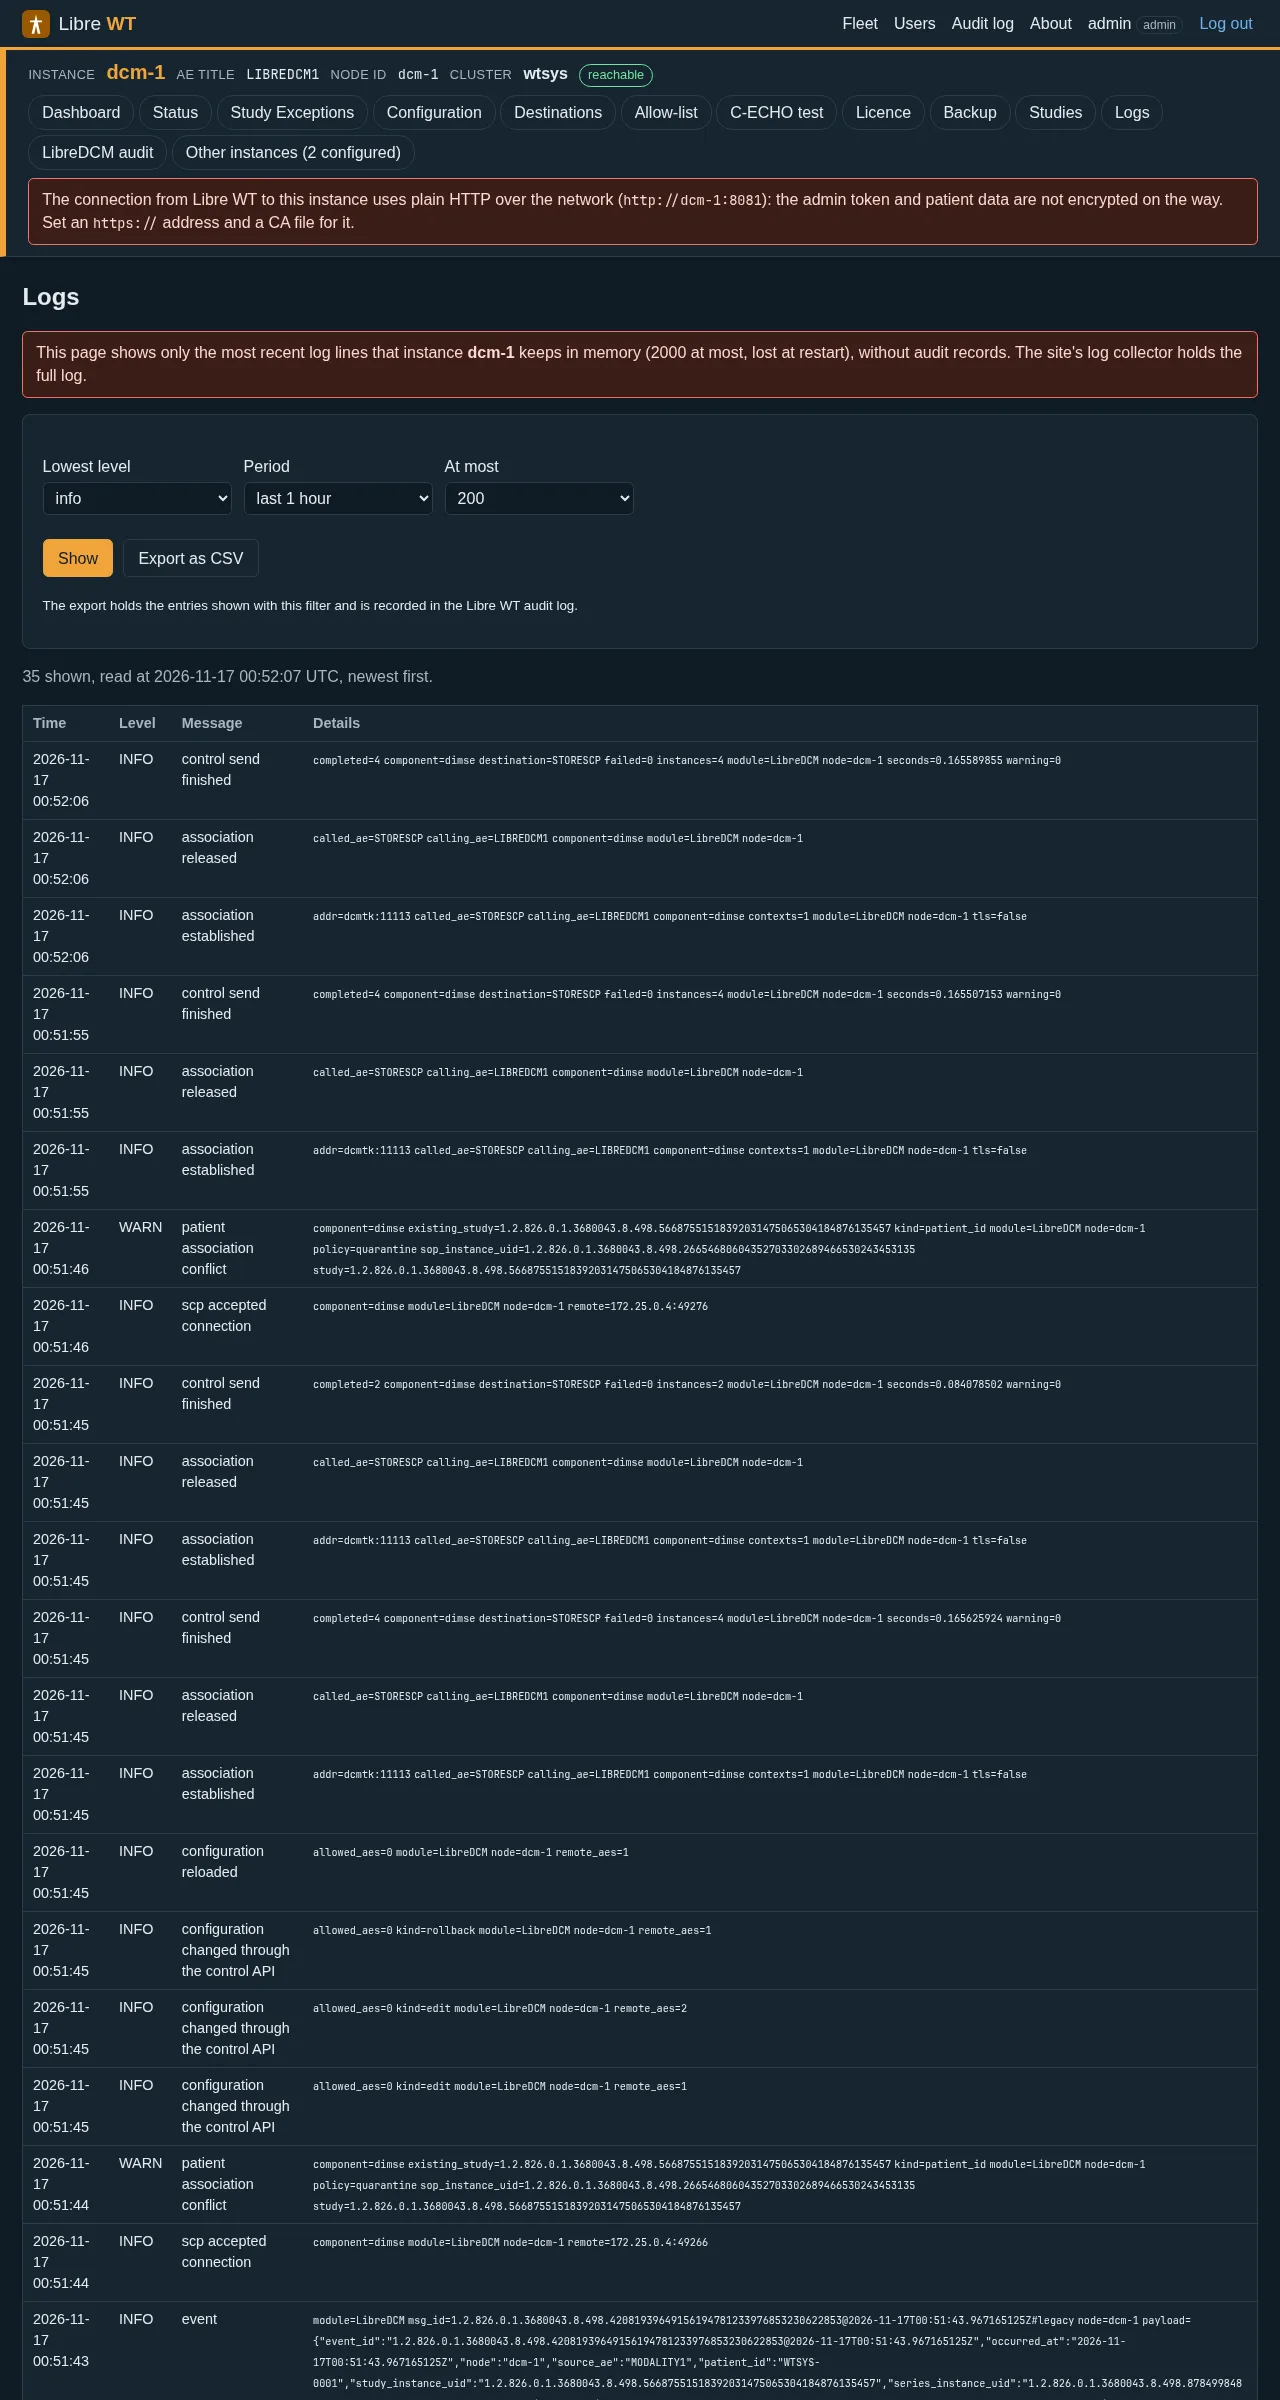 Libre WT
Fleet Users Audit log About admin admin Log out
INSTANCE dcm-1 AE TITLE LIBREDCM1 NODE ID dcm-1 CLUSTER wtsys reachable
Dashboard Status Study Exceptions Configuration Destinations Allow-list C-ECHO test Licence Backup Studies Logs
LibreDCM audit Other instances (2 configured)
The connection from Libre WT to this instance uses plain HTTP over the network (http://dcm-1:8081): the admin token and patient data are not encrypted on the way.
Set an https:// address and a CA file for it.
Logs
This page shows only the most recent log lines that instance dcm-1 keeps in memory (2000 at most, lost at restart), without audit records. The site's log collector holds the
full log.
Lowest level Period At most
info last 1 hour 200
Show Export as CSV
The export holds the entries shown with this filter and is recorded in the Libre WT audit log.
35 shown, read at 2026-11-17 00:52:07 UTC, newest first.
Time Level Message Details
2026-11- INFO control send completed=4 component=dimse destination=STORESCP failed=0 instances=4 module=LibreDCM node=dcm-1 seconds=0.165589855 warning=0
17 finished
00:52:06
2026-11- INFO association called_ae=STORESCP calling_ae=LIBREDCM1 component=dimse module=LibreDCM node=dcm-1
17 released
00:52:06
2026-11- INFO association addr=dcmtk:11113 called_ae=STORESCP calling_ae=LIBREDCM1 component=dimse contexts=1 module=LibreDCM node=dcm-1 tls=false
17 established
00:52:06
2026-11- INFO control send completed=4 component=dimse destination=STORESCP failed=0 instances=4 module=LibreDCM node=dcm-1 seconds=0.165507153 warning=0
17 finished
00:51:55
2026-11- INFO association called_ae=STORESCP calling_ae=LIBREDCM1 component=dimse module=LibreDCM node=dcm-1
17 released
00:51:55
2026-11- INFO association addr=dcmtk:11113 called_ae=STORESCP calling_ae=LIBREDCM1 component=dimse contexts=1 module=LibreDCM node=dcm-1 tls=false
17 established
00:51:55
2026-11- WARN patient component=dimse existing_study=1.2.826.0.1.3680043.8.498.56687551518392031475065304184876135457 kind=patient_id module=LibreDCM node=dcm-1
17 association policy=quarantine sop_instance_uid=1.2.826.0.1.3680043.8.498.26654680604352703302689466530243453135
00:51:46 conflict study=1.2.826.0.1.3680043.8.498.56687551518392031475065304184876135457
2026-11- INFO scp accepted component=dimse module=LibreDCM node=dcm-1 remote=172.25.0.4:49276
17 connection
00:51:46
2026-11- INFO control send completed=2 component=dimse destination=STORESCP failed=0 instances=2 module=LibreDCM node=dcm-1 seconds=0.084078502 warning=0
17 finished
00:51:45
2026-11- INFO association called_ae=STORESCP calling_ae=LIBREDCM1 component=dimse module=LibreDCM node=dcm-1
17 released
00:51:45
2026-11- INFO association addr=dcmtk:11113 called_ae=STORESCP calling_ae=LIBREDCM1 component=dimse contexts=1 module=LibreDCM node=dcm-1 tls=false
17 established
00:51:45
2026-11- INFO control send completed=4 component=dimse destination=STORESCP failed=0 instances=4 module=LibreDCM node=dcm-1 seconds=0.165625924 warning=0
17 finished
00:51:45
2026-11- INFO association called_ae=STORESCP calling_ae=LIBREDCM1 component=dimse module=LibreDCM node=dcm-1
17 released
00:51:45
2026-11- INFO association addr=dcmtk:11113 called_ae=STORESCP calling_ae=LIBREDCM1 component=dimse contexts=1 module=LibreDCM node=dcm-1 tls=false
17 established
00:51:45
2026-11- INFO configuration allowed_aes=0 module=LibreDCM node=dcm-1 remote_aes=1
17 reloaded
00:51:45
2026-11- INFO configuration allowed_aes=0 kind=rollback module=LibreDCM node=dcm-1 remote_aes=1
17 changed through
00:51:45 the control API
2026-11- INFO configuration allowed_aes=0 kind=edit module=LibreDCM node=dcm-1 remote_aes=2
17 changed through
00:51:45 the control API
2026-11- INFO configuration allowed_aes=0 kind=edit module=LibreDCM node=dcm-1 remote_aes=1
17 changed through
00:51:45 the control API
2026-11- WARN patient component=dimse existing_study=1.2.826.0.1.3680043.8.498.56687551518392031475065304184876135457 kind=patient_id module=LibreDCM node=dcm-1
17 association policy=quarantine sop_instance_uid=1.2.826.0.1.3680043.8.498.26654680604352703302689466530243453135
00:51:44 conflict study=1.2.826.0.1.3680043.8.498.56687551518392031475065304184876135457
2026-11- INFO scp accepted component=dimse module=LibreDCM node=dcm-1 remote=172.25.0.4:49266
17 connection
00:51:44
2026-11- INFO event module=LibreDCM msg_id=1.2.826.0.1.3680043.8.498.42081939649156194781233976853230622853@2026-11-17T00:51:43.967165125Z#legacy node=dcm-1 payload=
17 {"event_id":"1.2.826.0.1.3680043.8.498.42081939649156194781233976853230622853@2026-11-17T00:51:43.967165125Z","occurred_at":"2026-11-
00:51:43 17T00:51:43.967165125Z","node":"dcm-1","source_ae":"MODALITY1","patient_id":"WTSYS-
0001","study_instance_uid":"1.2.826.0.1.3680043.8.498.56687551518392031475065304184876135457","series_instance_uid":"1.2.826.0.1.3680043.8.498.878499848